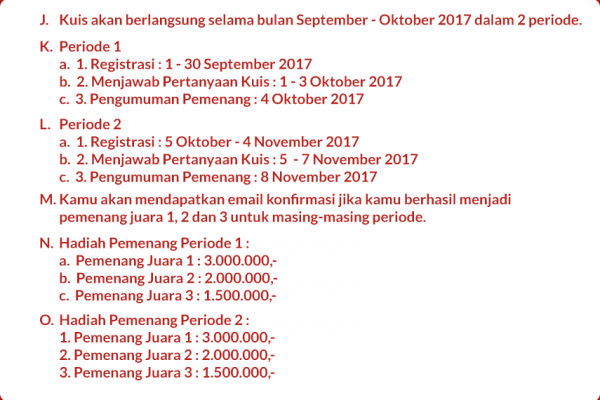 J. Kuis akan berlangsung selama bulan September - Oktober 2017 dalam 2 periode.
K. Periode 1
a. 1. Registrasi : 1 - 30 September 2017
b. 2. Menjawab Pertanyaan Kuis : 1 - 3 Oktober 2017
c. 3. Pengumuman Pemenang : 4 Oktober 2017
L. Periode 2
a. 1. Registrasi : 5 Oktober - 4 November 2017
b. 2. Menjawab Pertanyaan Kuis : 5 - 7 November 2017
c. 3. Pengumuman Pemenang : 8 November 2017
M. Kamu akan mendapatkan email konfirmasi jika kamu berhasil menjadi
pemenang juara 1, 2 dan 3 untuk masing-masing periode.
N. Hadiah Pemenang Periode 1 :
a. Pemenang Juara 1 : 3.000.000,-
b. Pemenang Juara 2 : 2.000.000,-
c. Pemenang Juara 3 : 1.500.000,-
O. Hadiah Pemenang Periode 2 :
1. Pemenang Juara 1 : 3.000.000,-
2. Pemenang Juara 2 : 2.000.000,-
3. Pemenang Juara 3 : 1.500.000,-